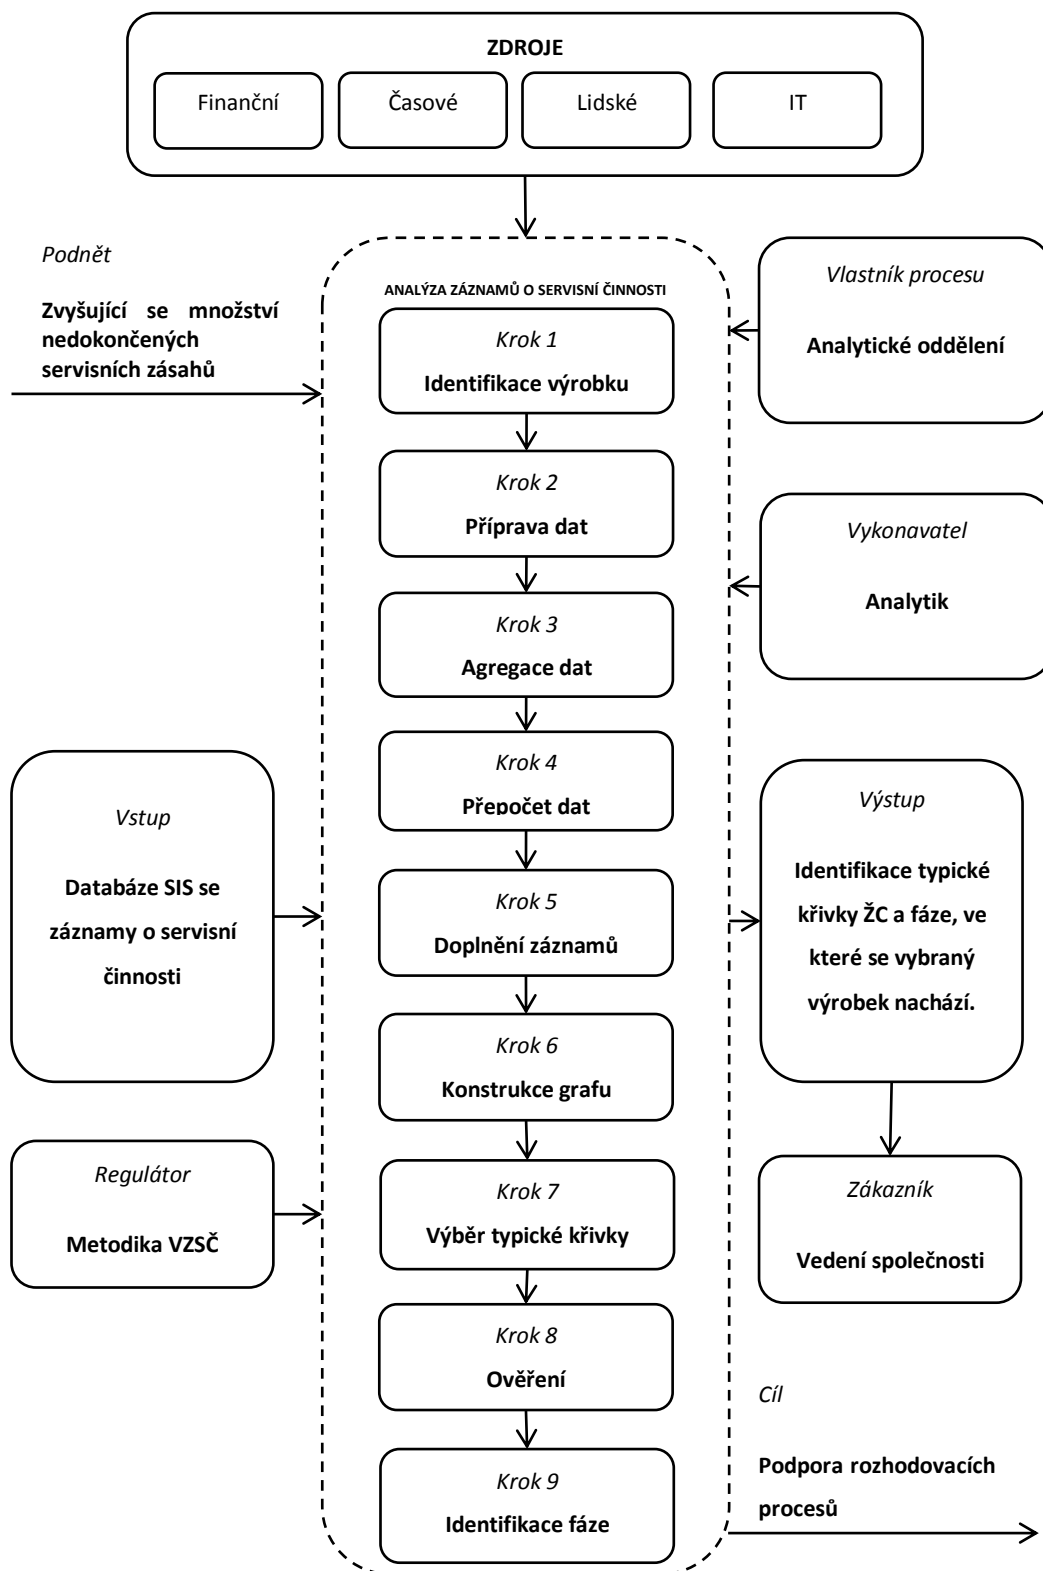 ZDROJE
Finanční
Časové
Lidské
IT
Podnět
Zvyšující se množství
nedokončených
servisních zásahů
ANALÝZA ZÁZNAMŮ O SERVISNÍ ČINNOSTI
Krok 1
Identifikace výrobku
Krok 2
Příprava dat
Krok 3
Agregace dat
Krok 4
Přepočet dat
Krok 5
Doplnění záznamů
Krok 6
Konstrukce grafu
Krok 7
Výběr typické křivky
Krok 8
Ověření
Krok 9
Identifikace fáze
Vlastník procesu
Analytické oddělení
Vykonavatel
Analytik
Vstup
Databáze SIS se
záznamy o servisní
činnosti
Výstup
Identifikace typické
křivky ŽC a fáze, ve
které se vybraný
výrobek nachází.
Regulátor
Metodika VZSČ
Zákazník
Vedení společnosti
Cíl
Podpora rozhodovacích
procesů